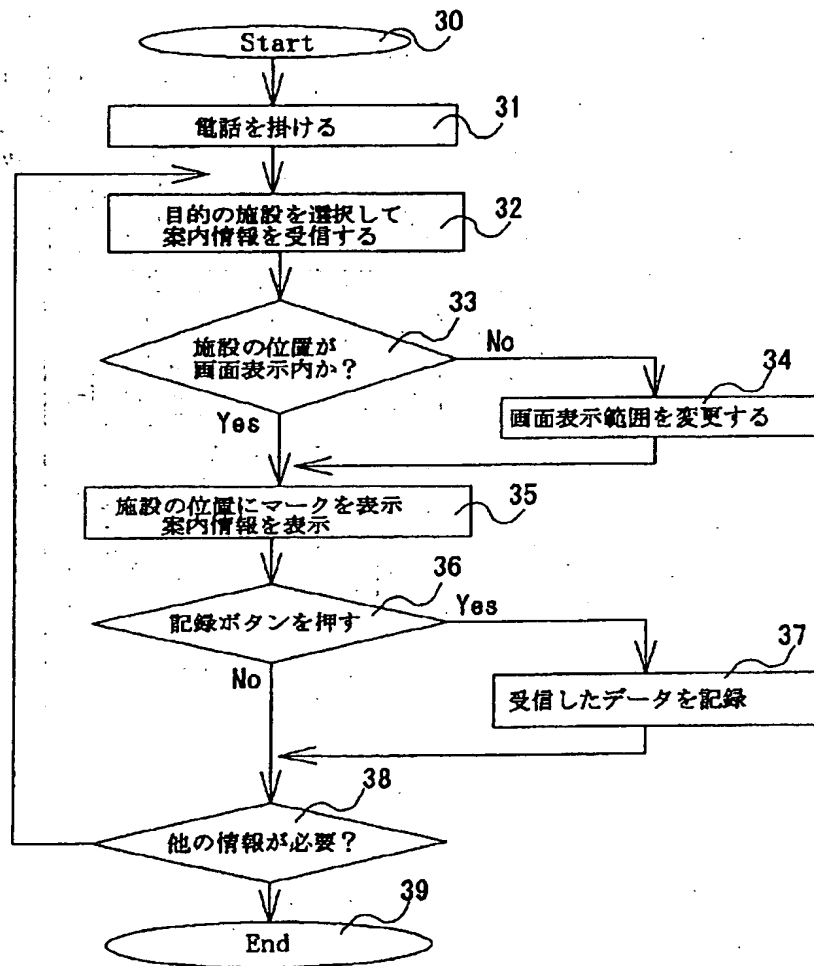 Start
30
電話を掛ける
31
目的の施設を選択して
案内情報を受信する
32
施設の位置が
画面表示内か?
33
No
Yes
画面表示範囲を変更する
34
施設の位置にマークを表示
案内情報を表示
35
記録ボタンを押す
36
Yes
No
受信したデータを記録
37
他の情報が必要?
38
End
39